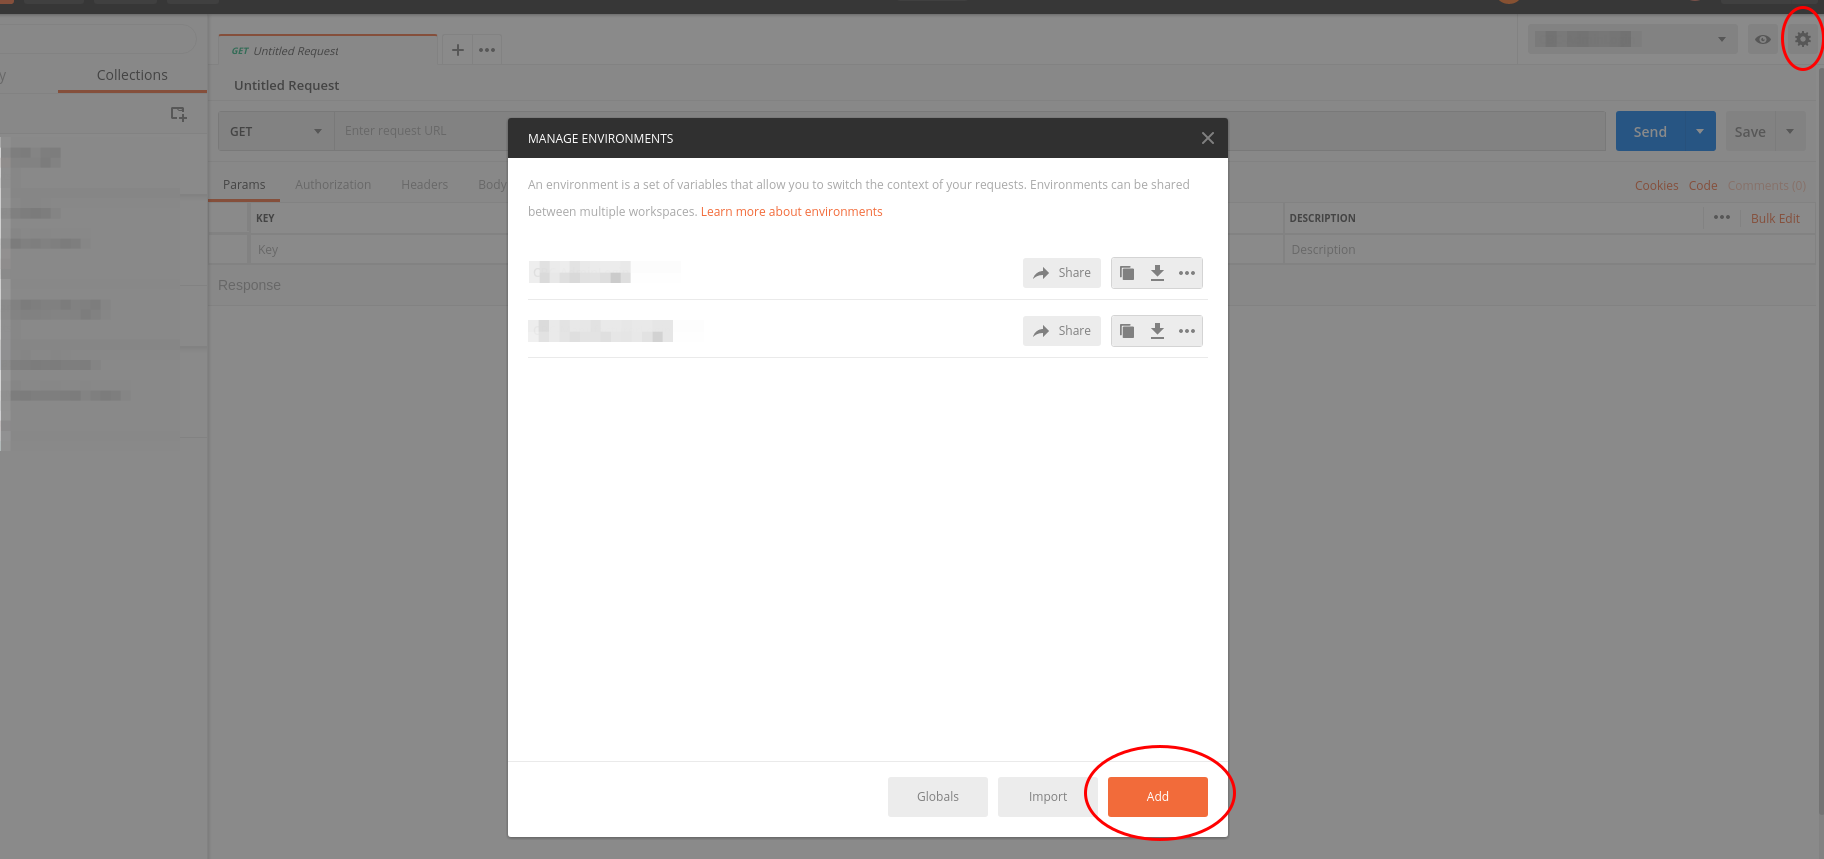 GET Untitled Request
Collections
Untitled Request
GET
Enter request URL
Send
Save
MANAGE ENVIRONMENTS
Params
Authorization
Headers
Body
Cookies
Code
Comments (0)
An environment is a set of variables that allow you to switch the context of your requests. Environments can be shared
between multiple workspaces. Learn more about environments
KEY
DESCRIPTION
Bulk Edit
Key
Description
Response
Share
Share
Globals
Import
Add